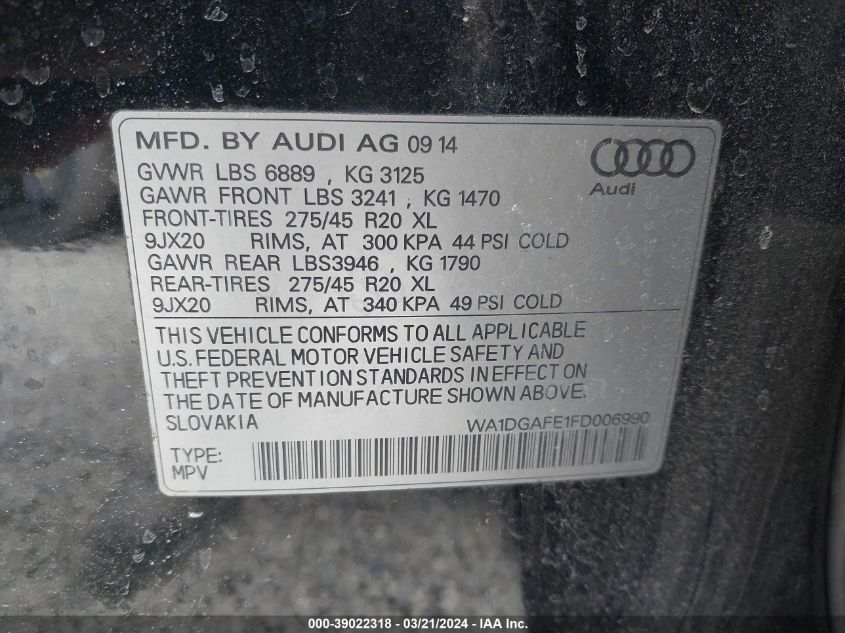 MFD. BY AUDI AG 09 14
Audi
GVWR LBS 6889 , KG 3125
GAWR FRONT LBS 3241 , KG 1470
FRONT-TIRES 275/45 R20 XL
9JX20 RIMS, AT 300 KPA 44 PSI COLD
GAWR REAR LBS3946 , KG 1790
REAR-TIRES 275/45 R20 XL
9JX20 RIMS, AT 340 KPA 49 PSI COLD
THIS VEHICLE CONFORMS TO ALL APPLICABLE
U.S. FEDERAL MOTOR VEHICLE SAFETY AND
THEFT PREVENTION STANDARDS IN EFFECT ON
THE DATE OF MANUFACTURE SHOWN ABOVE.
SLOVAKIA WA1DGAFE1FD006990
TYPE:
MPV
000-39022318 - 03/21/2024 - IAA, Inc.